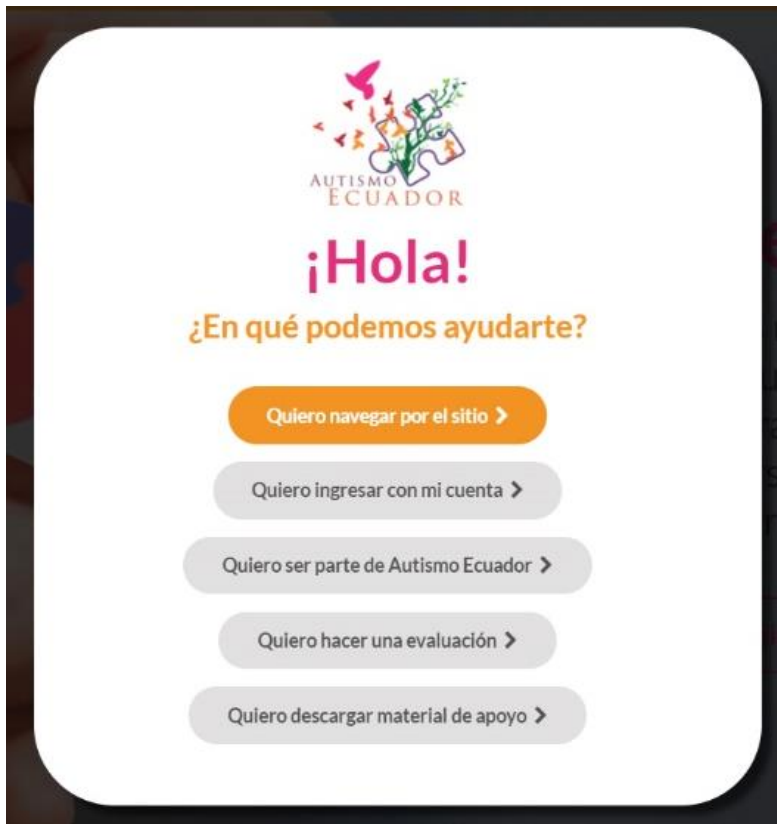 AUTISMO
ECUADOR
¡Hola!
¿En qué podemos ayudarte?
Quiero navegar por el sitio
Quiero ingresar con mi cuenta
Quiero ser parte de Autismo Ecuador
Quiero hacer una evaluación
Quiero descargar material de apoyo